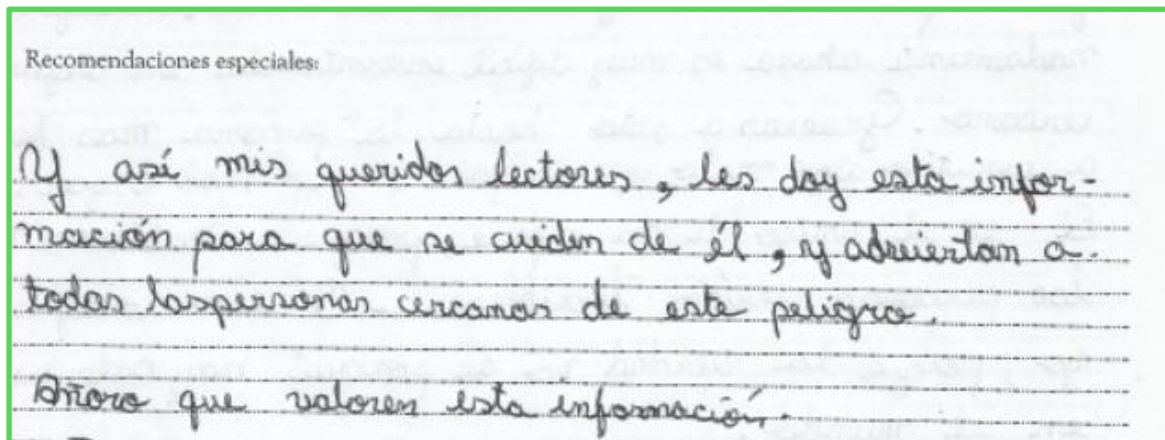 Recomendaciones especiales:
Y así mis queridos lectores, les doy esta infor-
mación para que se cuiden de él, y adviertan a
todas laspersonas cercanas de este peligro.
Añoro que valoren esta información.